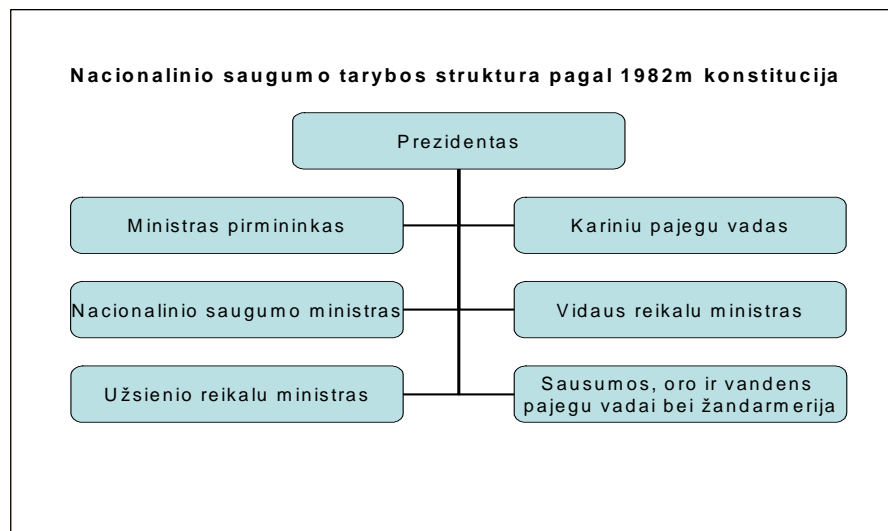 Nacionalinio saugumo tarybos struktura pagal 1982m konstitucija
Prezidentas
Ministras pirmininkas
Kariniu pajegu vadas
Nacionalinio saugumo ministras
Vidaus reikalu ministras
Užsienio reikalu ministras
Sausumos, oro ir vandens
pajegu vadai bei žandarmerija